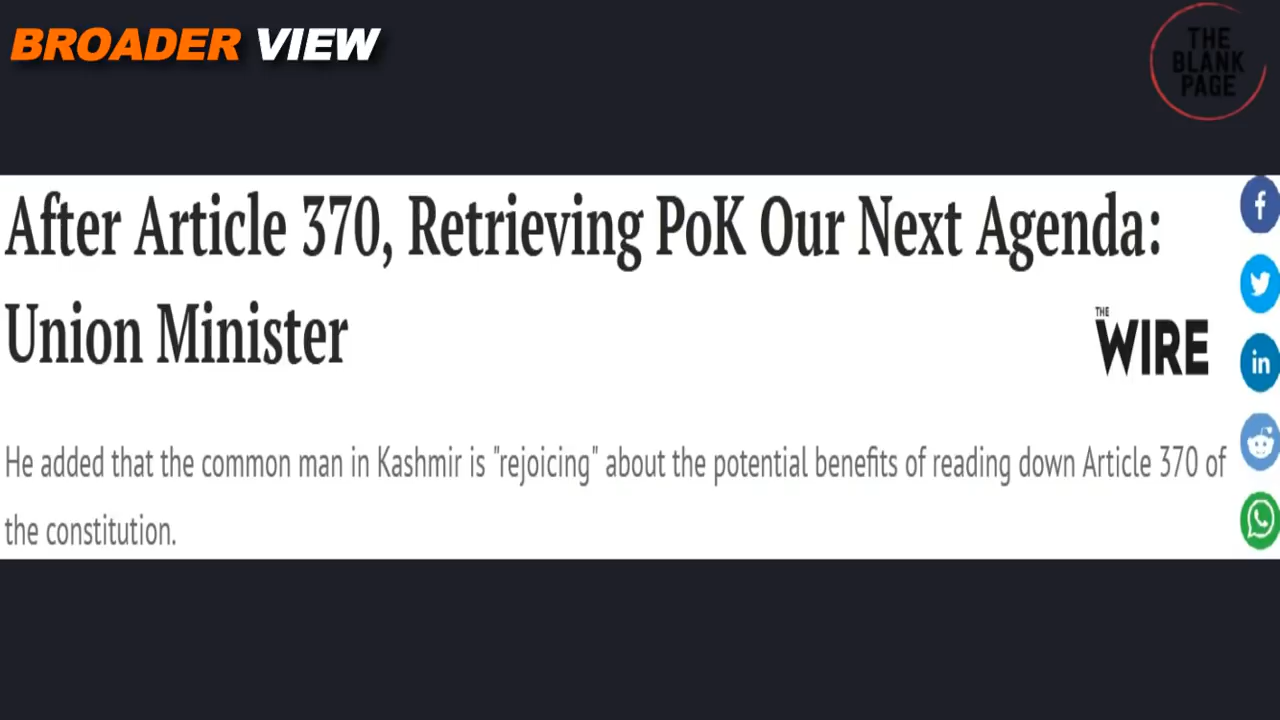 BROADER VIEW
THE
BLANK
PAGE
After Article 370, Retrieving PoK Our Next Agenda:
Union Minister
THE
WIRE
He added that the common man in Kashmir is "rejoicing" about the potential benefits of reading down Article 370 of
the constitution.
f
in